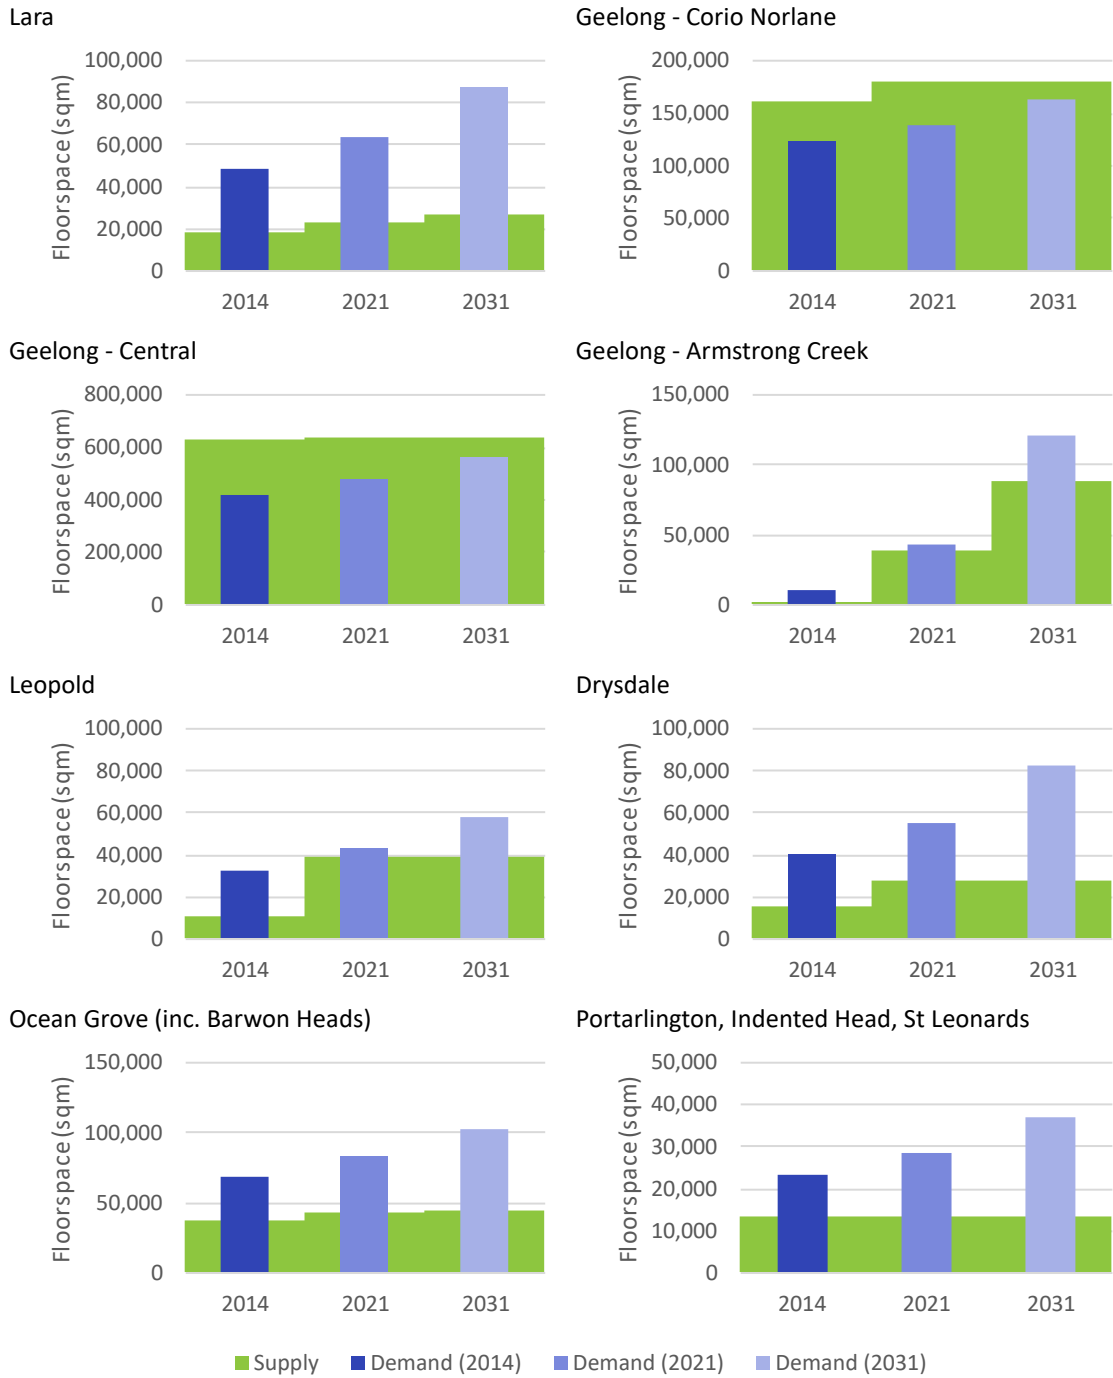 Lara
Floorspace (sqm)
100,000
80,000
60,000
40,000
20,000
0
2014 2021 2031
Geelong - Corio Norlane
Floorspace (sqm)
200,000
150,000
100,000
50,000
0
2014 2021 2031
Geelong - Central
Floorspace (sqm)
800,000
600,000
400,000
200,000
0
2014 2021 2031
Geelong - Armstrong Creek
Floorspace (sqm)
150,000
100,000
50,000
0
2014 2021 2031
Leopold
Floorspace (sqm)
100,000
80,000
60,000
40,000
20,000
0
2014 2021 2031
Drysdale
Floorspace (sqm)
100,000
80,000
60,000
40,000
20,000
0
2014 2021 2031
Ocean Grove (inc. Barwon Heads)
Floorspace (sqm)
150,000
100,000
50,000
0
2014 2021 2031
Portarlington, Indented Head, St Leonards
Floorspace (sqm)
50,000
40,000
30,000
20,000
10,000
0
2014 2021 2031
Supply Demand (2014) Demand (2021) Demand (2031)